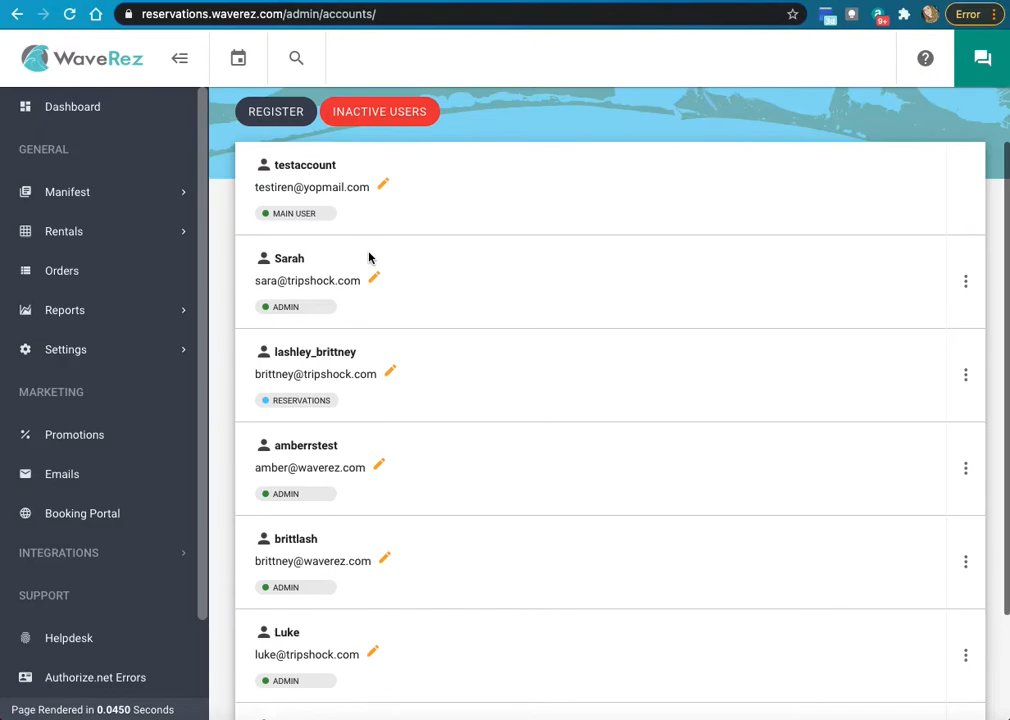 reservations.waverez.com/admin/accounts/
3d
9+
Error
WaveRez
Dashboard
GENERAL
Manifest
Rentals
Orders
Reports
Settings
MARKETING
Promotions
Emails
Booking Portal
INTEGRATIONS
SUPPORT
Helpdesk
Authorize.net Errors
Page Rendered in 0.0450 Seconds
REGISTER
INACTIVE USERS
testaccount
testiren@yopmail.com
MAIN USER
Sarah
sara@tripshock.com
ADMIN
lashley_brittney
brittney@tripshock.com
RESERVATIONS
amberrstest
amber@waverez.com
ADMIN
brittlash
brittney@waverez.com
ADMIN
Luke
luke@tripshock.com
ADMIN